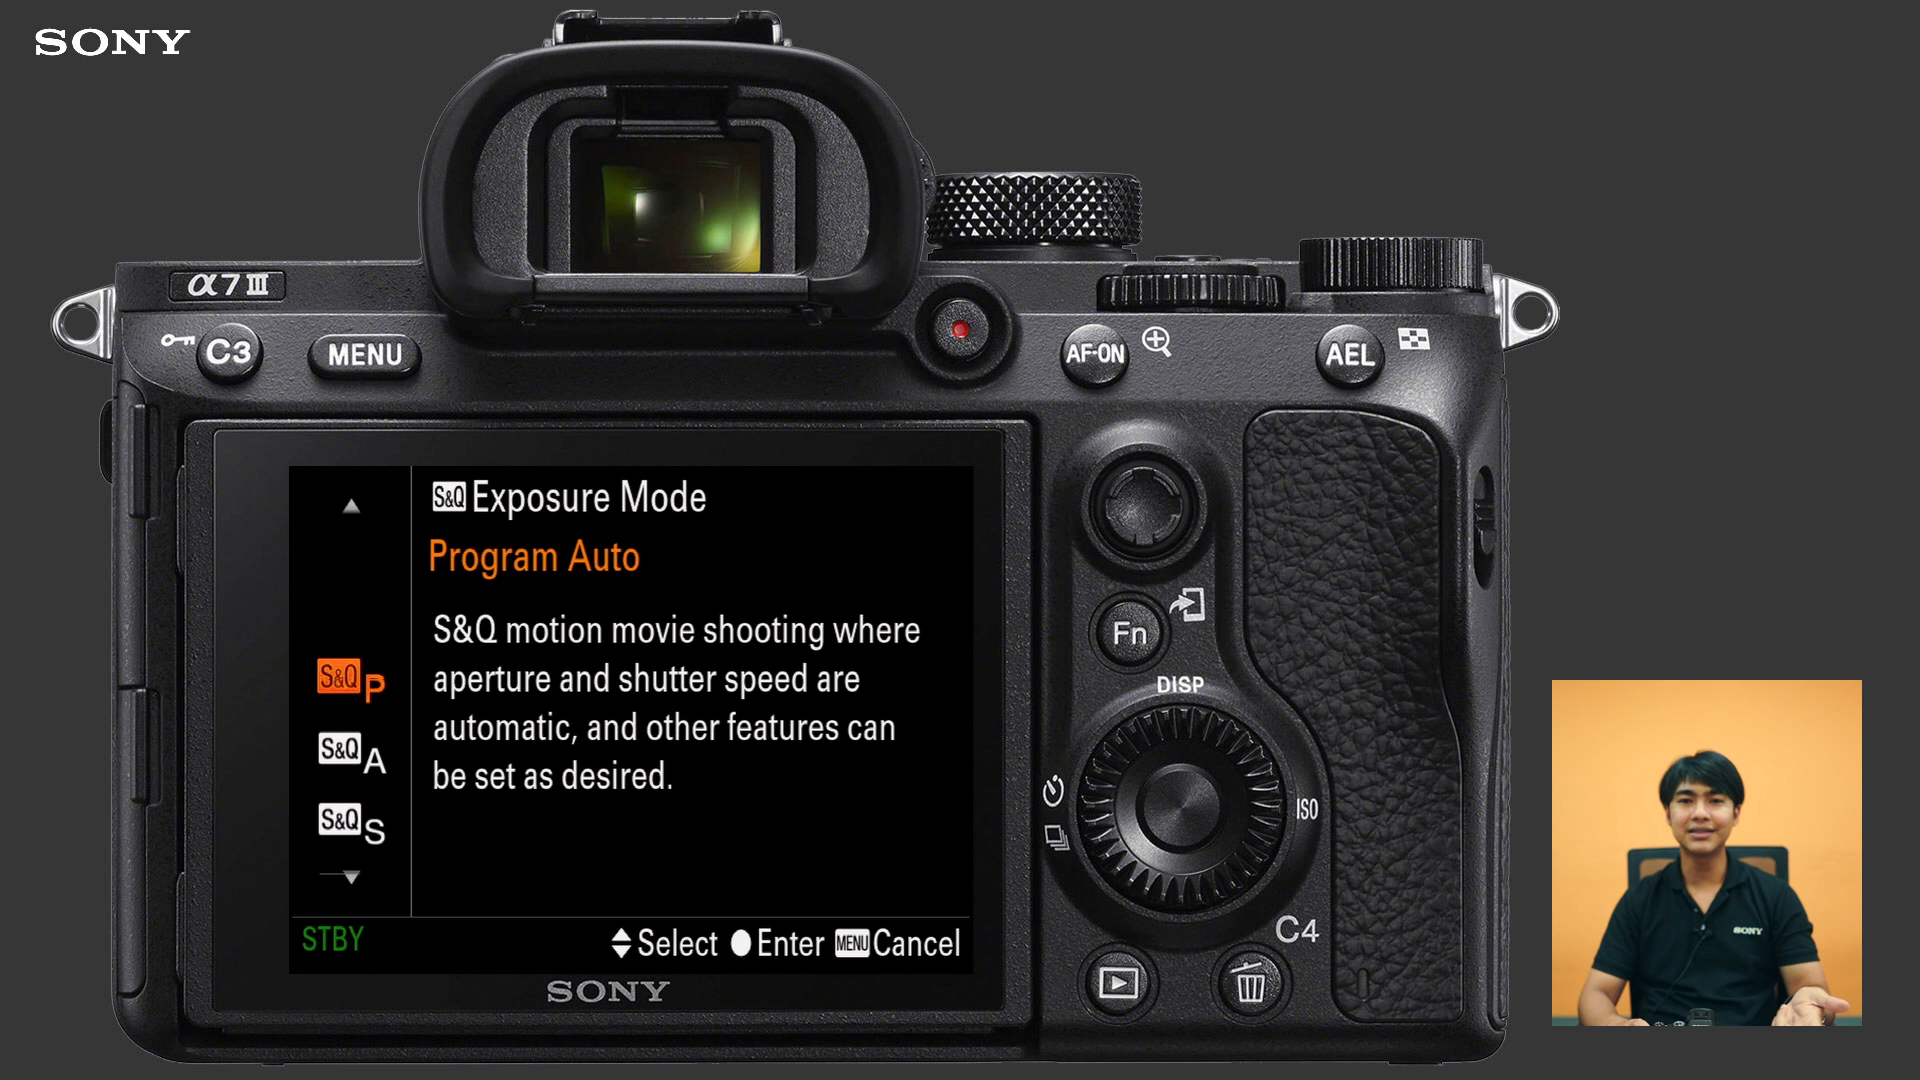 SONY
α7III
C3
MENU
AF-ON
AEL
S&Q Exposure Mode
Program Auto
S&Q motion movie shooting where
aperture and shutter speed are
automatic, and other features can
be set as desired.
S&Q P
S&Q A
S&Q S
STBY
Select Enter MENU Cancel
SONY
Fn
DISP
ISO
C4
SONY